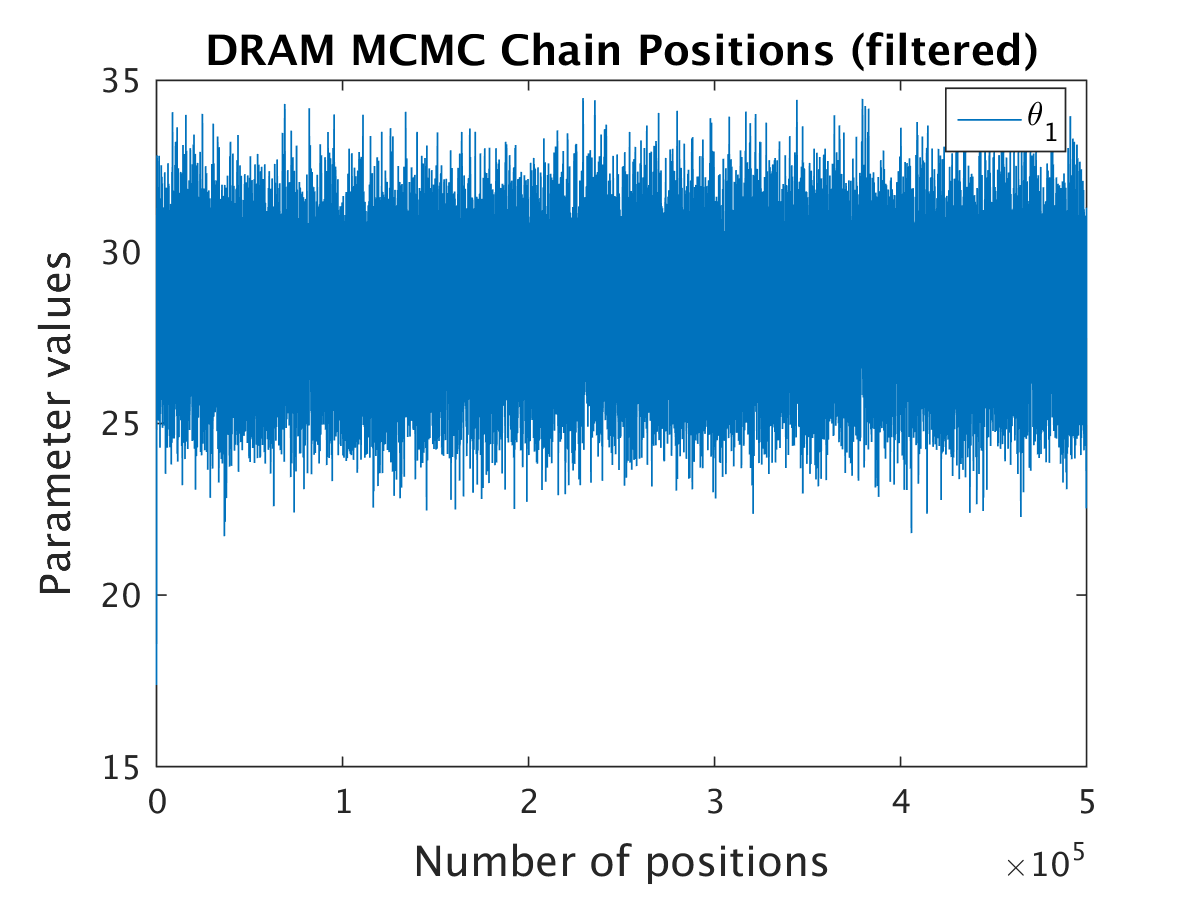 DRAM MCMC Chain Positions (filtered)
θ1
35
30
25
20
15
Parameter values
0 1 2 3 4 5
Number of positions
×10^5